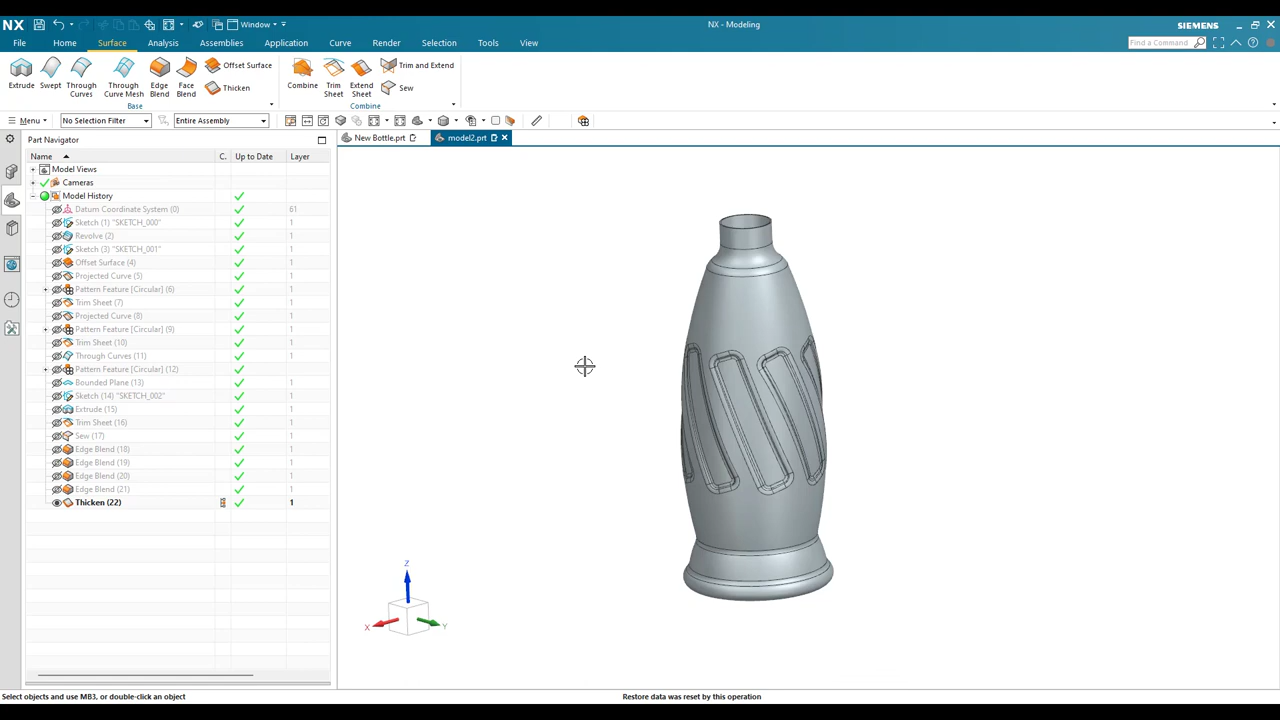 NX Window NX - Modeling SIEMENS
File Home Surface Analysis Assemblies Application Curve Render Selection Tools View Find a Command
Extrude Swept Through Curves Through Curve Mesh Edge Blend Face Blend Offset Surface Thicken Combine Trim Sheet Extend Sheet Trim and Extend Sew
Base Combine
Menu No Selection Filter Entire Assembly
Part Navigator New Bottle.prt model2.prt
Name C. Up to Date Layer
Model Views
Cameras
Model History
Datum Coordinate System (0) 61
Sketch (1) "SKETCH_000" 1
Revolve (2) 1
Sketch (3) "SKETCH_001" 1
Offset Surface (4) 1
Projected Curve (5) 1
Pattern Feature [Circular] (6) 1
Trim Sheet (7) 1
Projected Curve (8) 1
Pattern Feature [Circular] (9) 1
Trim Sheet (10) 1
Through Curves (11) 1
Pattern Feature [Circular] (12) 1
Bounded Plane (13) 1
Sketch (14) "SKETCH_002" 1
Extrude (15) 1
Trim Sheet (16) 1
Sew (17) 1
Edge Blend (18) 1
Edge Blend (19) 1
Edge Blend (20) 1
Edge Blend (21) 1
Thicken (22) 1
Z
X Y
Select objects and use MB3, or double-click an object Restore data was reset by this operation